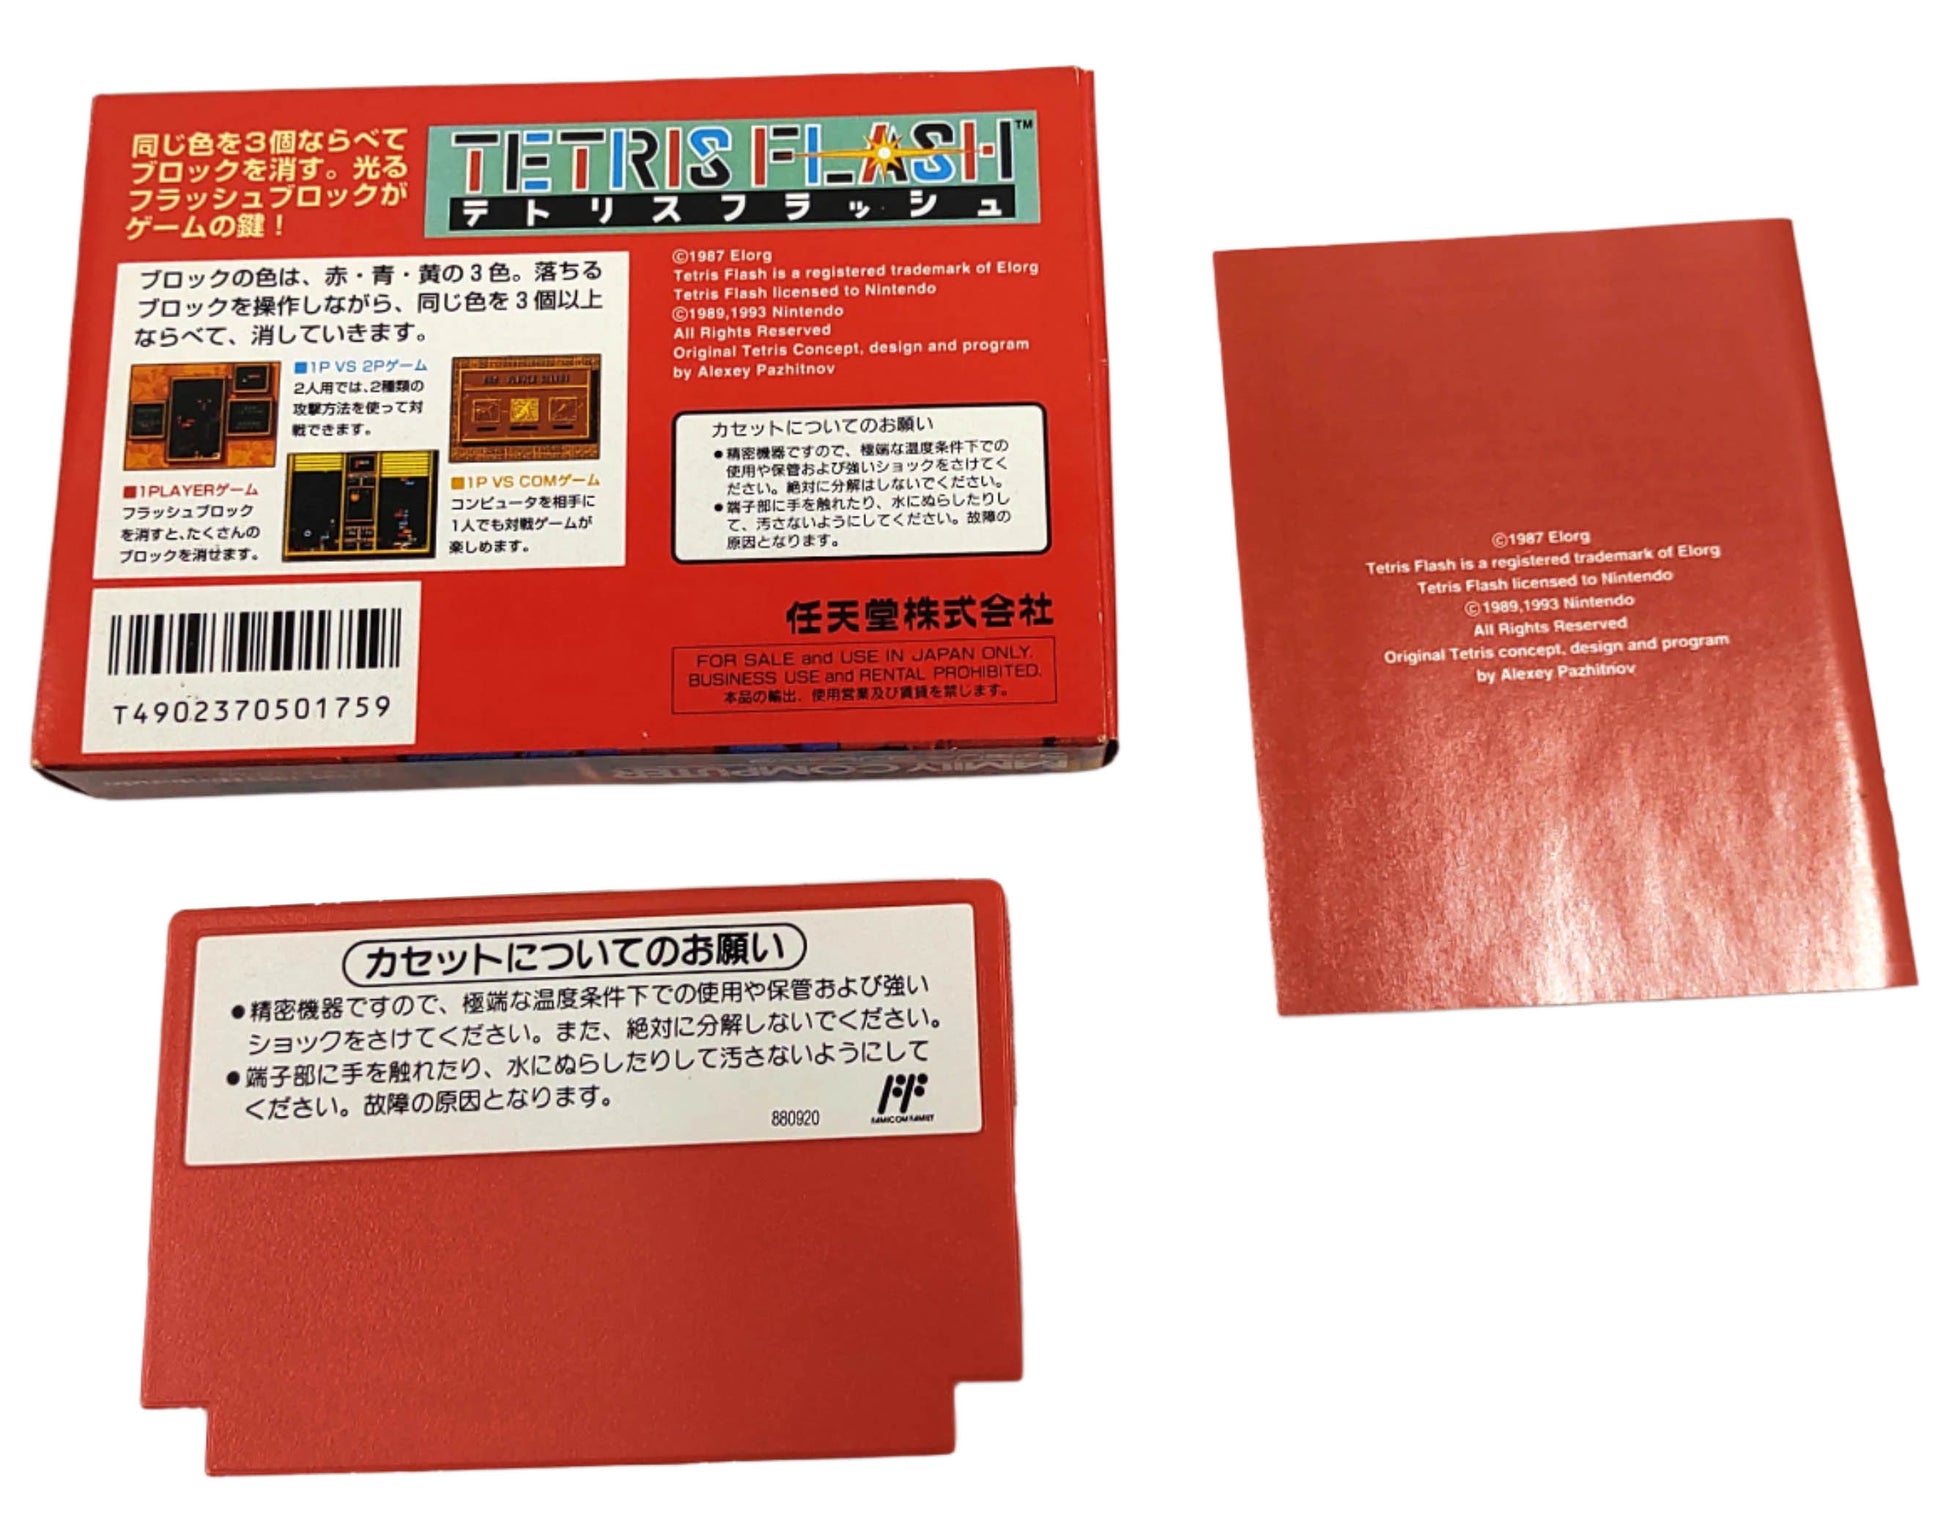 同じ色を3個ならべて
ブロックを消す。光る
フラッシュブロックが
ゲームの鍵!
TETRIS FLASH™
テトリスフラッシュ
ブロックの色は、赤・青・黄の3色。落ちる
ブロックを操作しながら、同じ色を3個以上
ならべて、消していきます。
■1P VS 2Pゲーム
2人用では、2種類の
攻撃方法を使って対
戦できます。
■1PLAYERゲーム
フラッシュブロック
を消すと、たくさんの
ブロックを消せます。
■1P VS COMゲーム
コンピュータを相手に
1人でも対戦ゲームが
楽しめます。
©1987 Elorg
Tetris Flash is a registered trademark of Elorg
Tetris Flash licensed to Nintendo
©1989,1993 Nintendo
All Rights Reserved
Original Tetris Concept, design and program
by Alexey Pazhitnov
カセットについてのお願い
●精密機器ですので、極端な温度条件下での
使用や保管および強いショックをさけてく
ださい。絶対に分解はしないでください。
●端子部に手を触れたり、水にぬらしたりし
て、汚さないようにしてください。故障の
原因となります。
T4902370501759
任天堂株式会社
FOR SALE and USE IN JAPAN ONLY.
BUSINESS USE and RENTAL PROHIBITED.
本品の輸出、使用営業及び賃貸を禁じます。
FAMILY COMPUTER
©1987 Elorg
Tetris Flash is a registered trademark of Elorg
Tetris Flash licensed to Nintendo
©1989,1993 Nintendo
All Rights Reserved
Original Tetris concept, design and program
by Alexey Pazhitnov
カセットについてのお願い
●精密機器ですので、極端な温度条件下での使用や保管および強い
ショックをさけてください。また、絶対に分解しないでください。
●端子部に手を触れたり、水にぬらしたりして汚さないようにして
ください。故障の原因となります。
880920
FAMICOM FAMILY